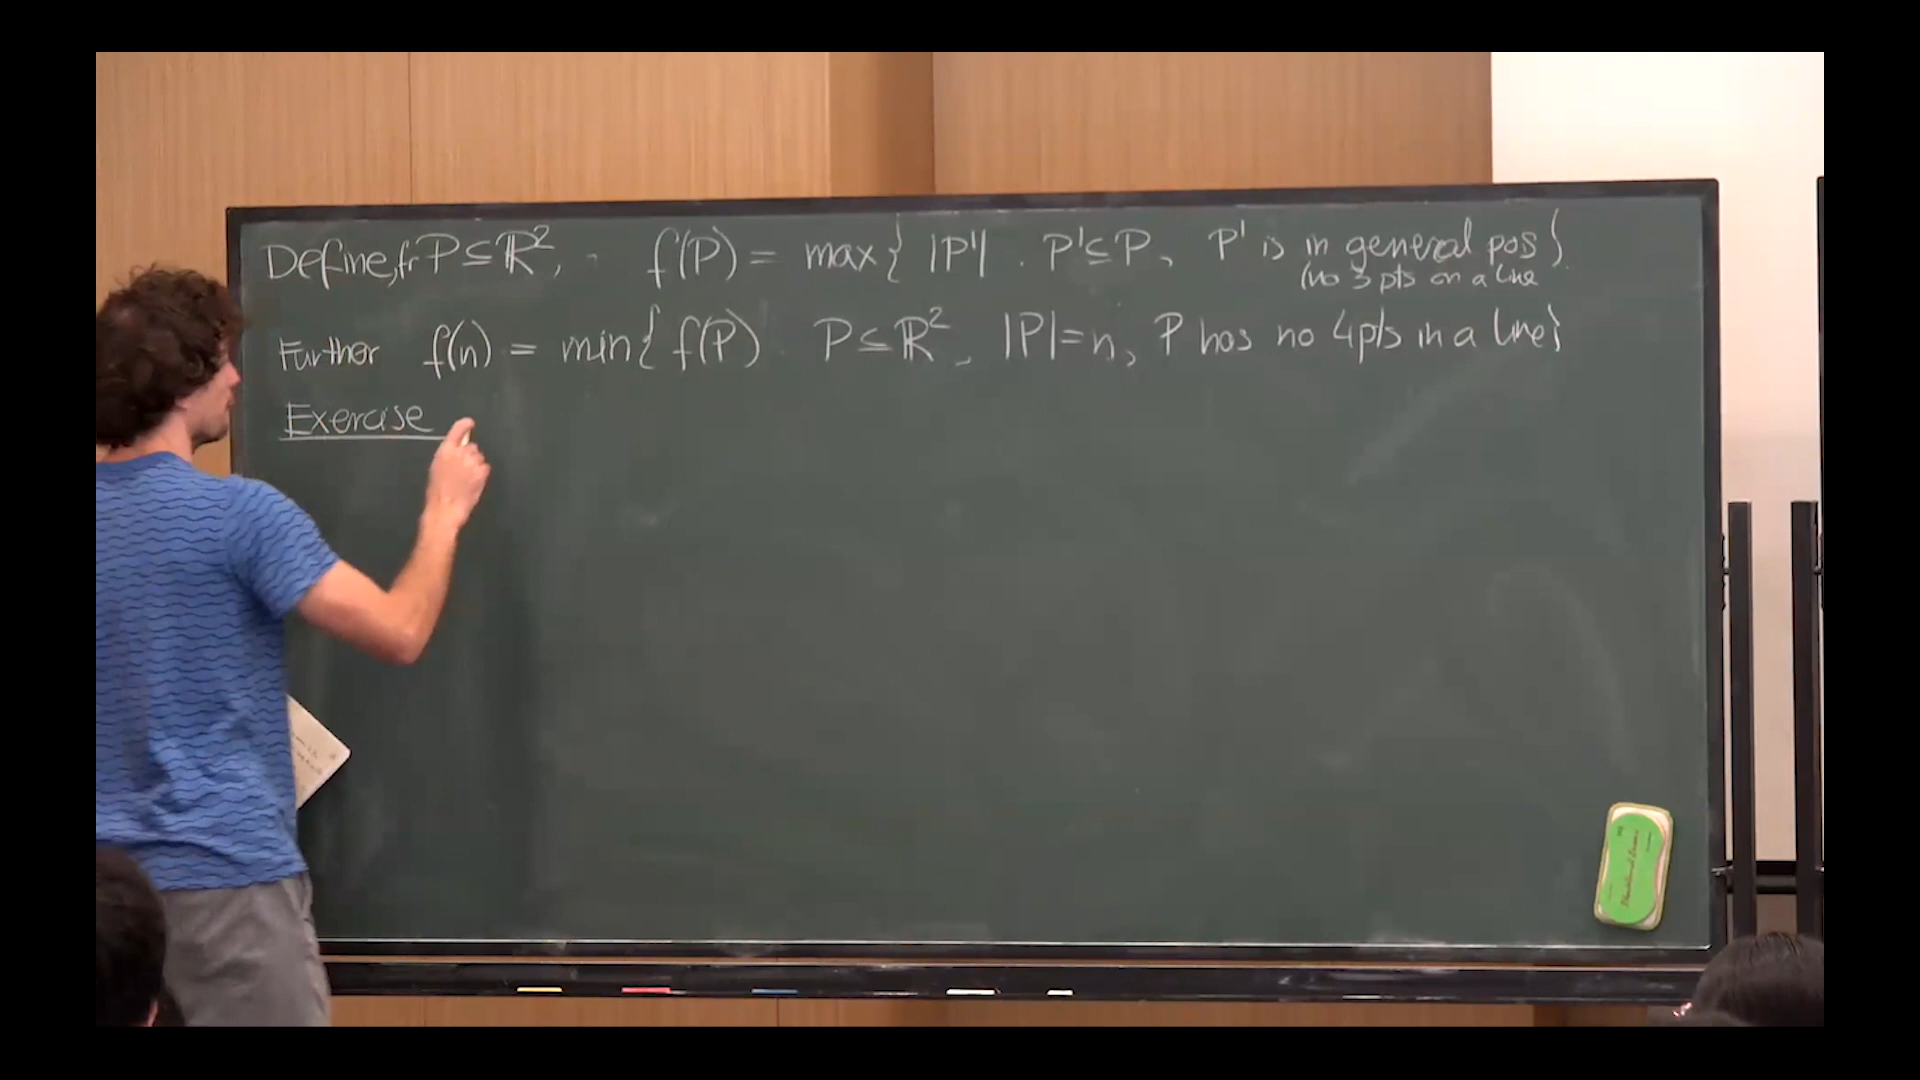 Define, fr P ⊆ ℝ², f(P) = max{ |P'| . P' ⊆ P, P' is in general pos }
(no 3 pts on a line
Further f(n) = min{ f(P) . P ⊆ ℝ², |P| = n, P has no 4 pts in a line}
Exercise